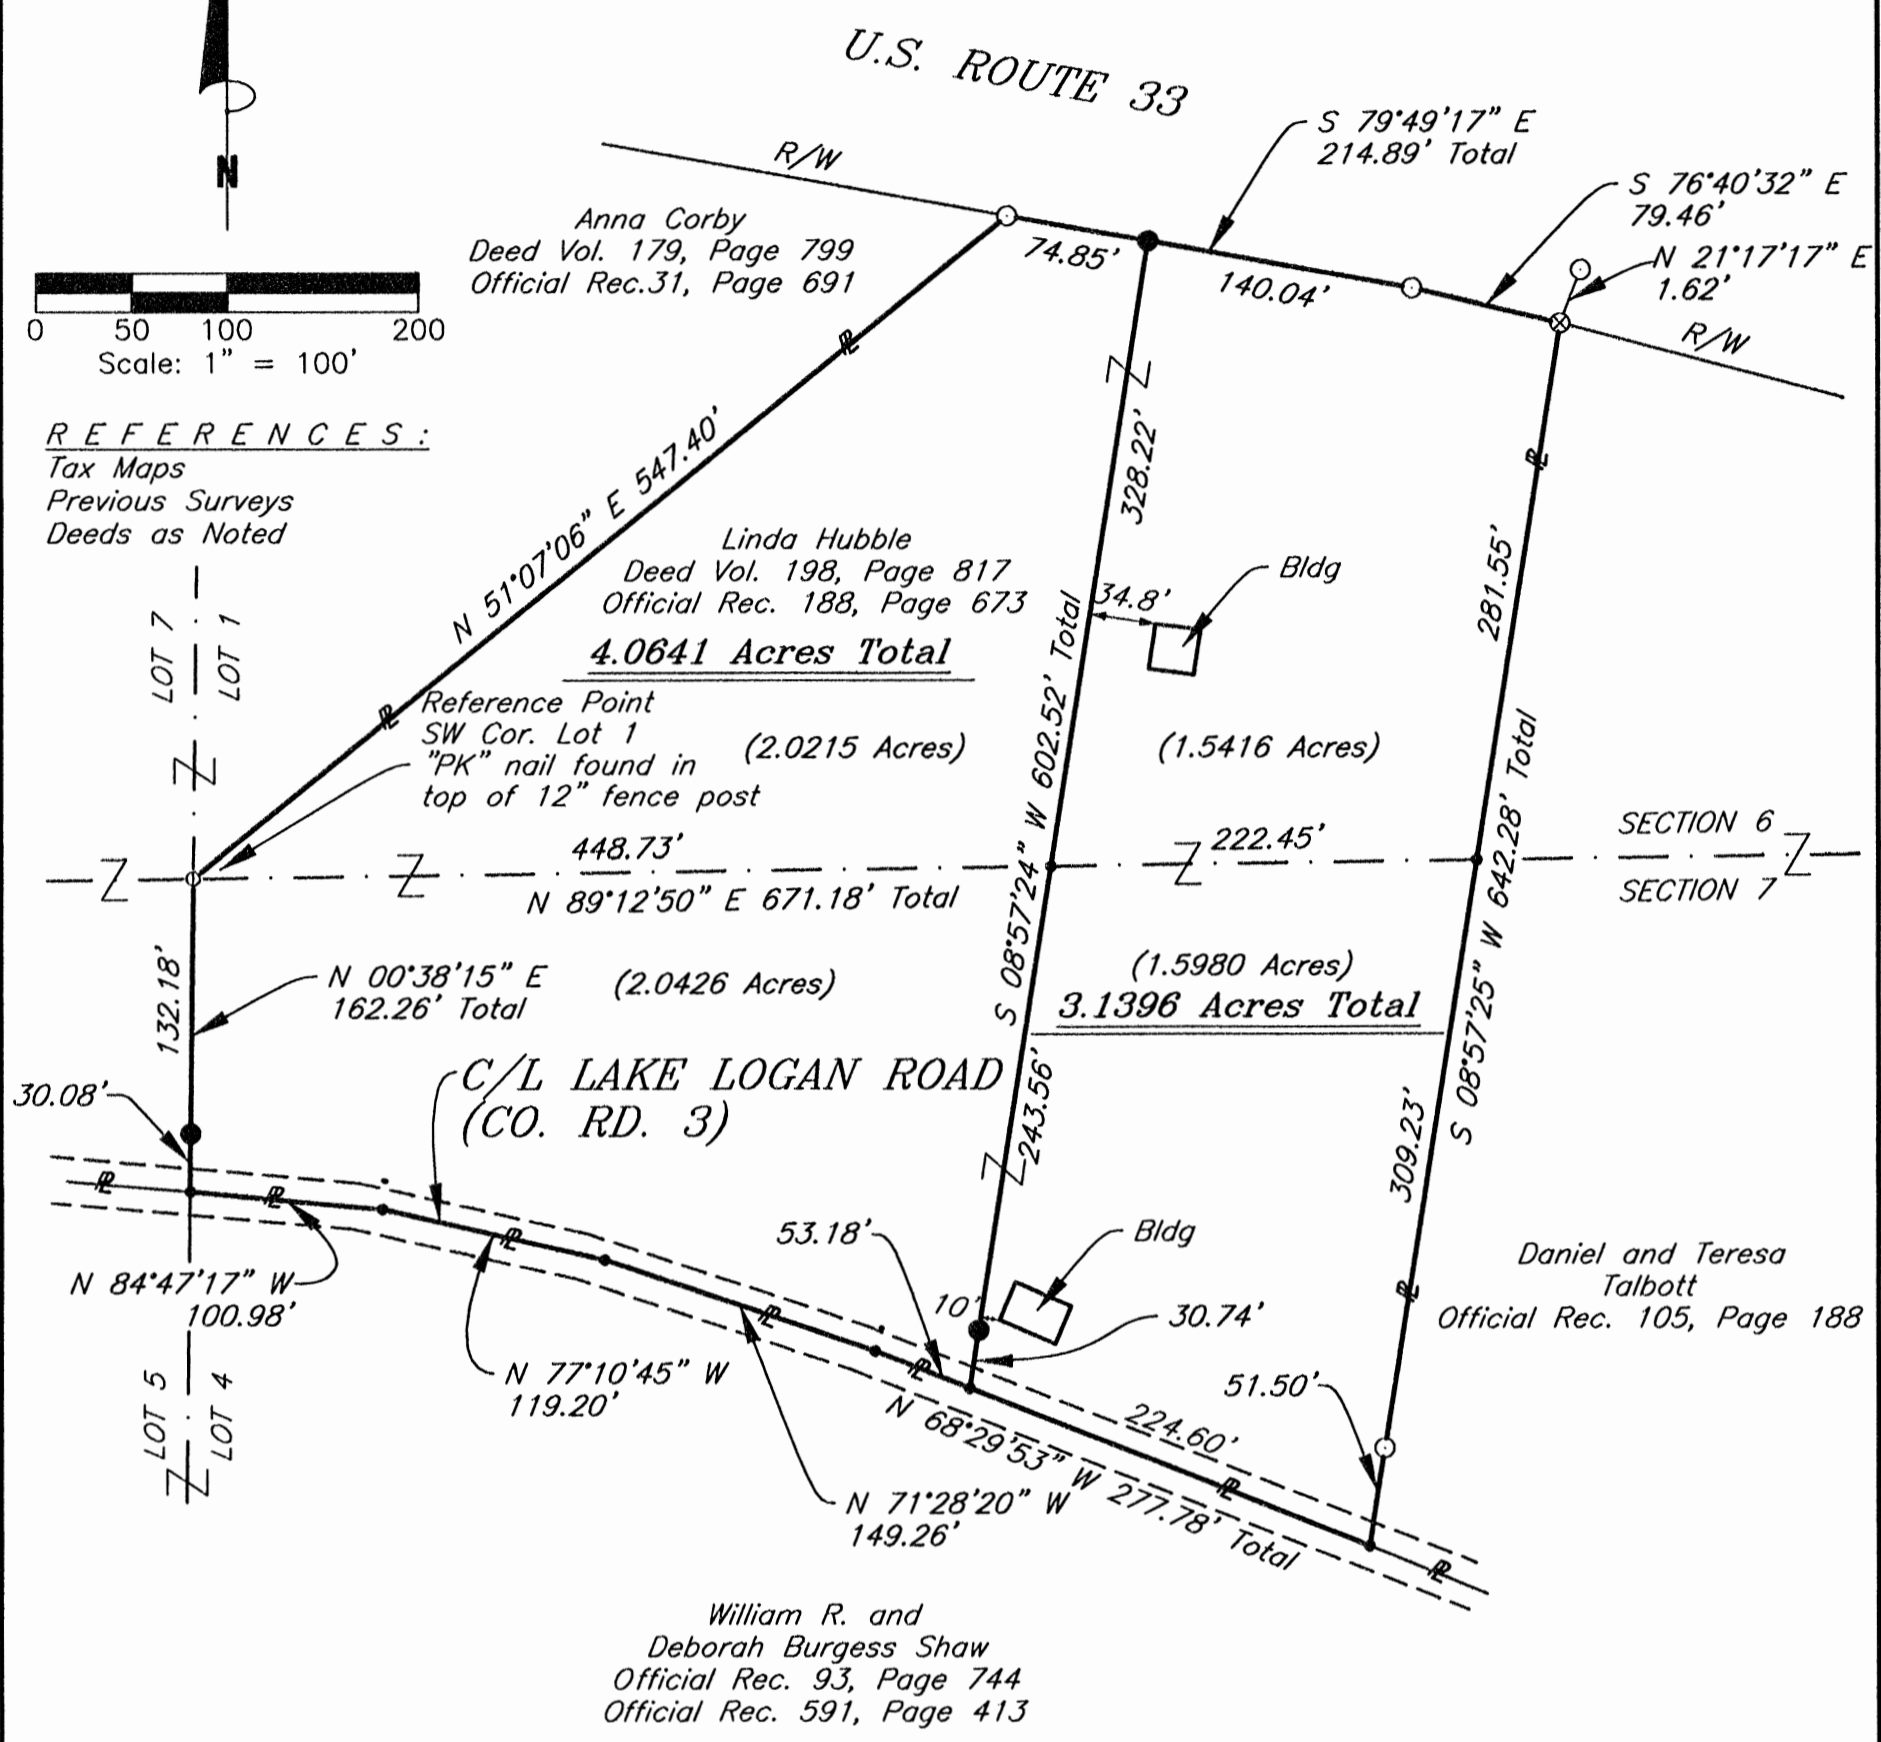 U.S. ROUTE 33
S 79°49'17" E
214.89' Total
R/W
S 76°40'32" E
79.46'
N
Anna Corby
Deed Vol. 179, Page 799
Official Rec.31, Page 691
74.85'
140.04'
N 21°17'17" E
1.62'
R/W
0 50 100 200
Scale: 1" = 100'
REFERENCES:
Tax Maps
Previous Surveys
Deeds as Noted
N 51°07'06" E 547.40'
328.22'
Linda Hubble
Deed Vol. 198, Page 817
Official Rec. 188, Page 673
4.0641 Acres Total
34.8'
Bldg
281.55'
LOT 7
LOT 1
Reference Point
SW Cor. Lot 1
"PK" nail found in
top of 12" fence post
(2.0215 Acres)
(1.5416 Acres)
S 08°57'24" W 602.52' Total
S 08°57'25" W 642.28' Total
448.73'
222.45'
SECTION 6
N 89°12'50" E 671.18' Total
SECTION 7
132.18'
N 00°38'15" E
162.26' Total
(2.0426 Acres)
(1.5980 Acres)
3.1396 Acres Total
30.08'
C/L LAKE LOGAN ROAD
(CO. RD. 3)
243.56'
309.23'
PL
PL
PL
PL
PL
PL
PL
PL
PL
PL
PL
N 84°47'17" W
100.98'
53.18'
Bldg
10'
30.74'
Daniel and Teresa
Talbott
Official Rec. 105, Page 188
LOT 5
LOT 4
N 77°10'45" W
119.20'
51.50'
224.60'
N 68°29'53" W 277.78' Total
N 71°28'20" W
149.26'
William R. and
Deborah Burgess Shaw
Official Rec. 93, Page 744
Official Rec. 591, Page 413